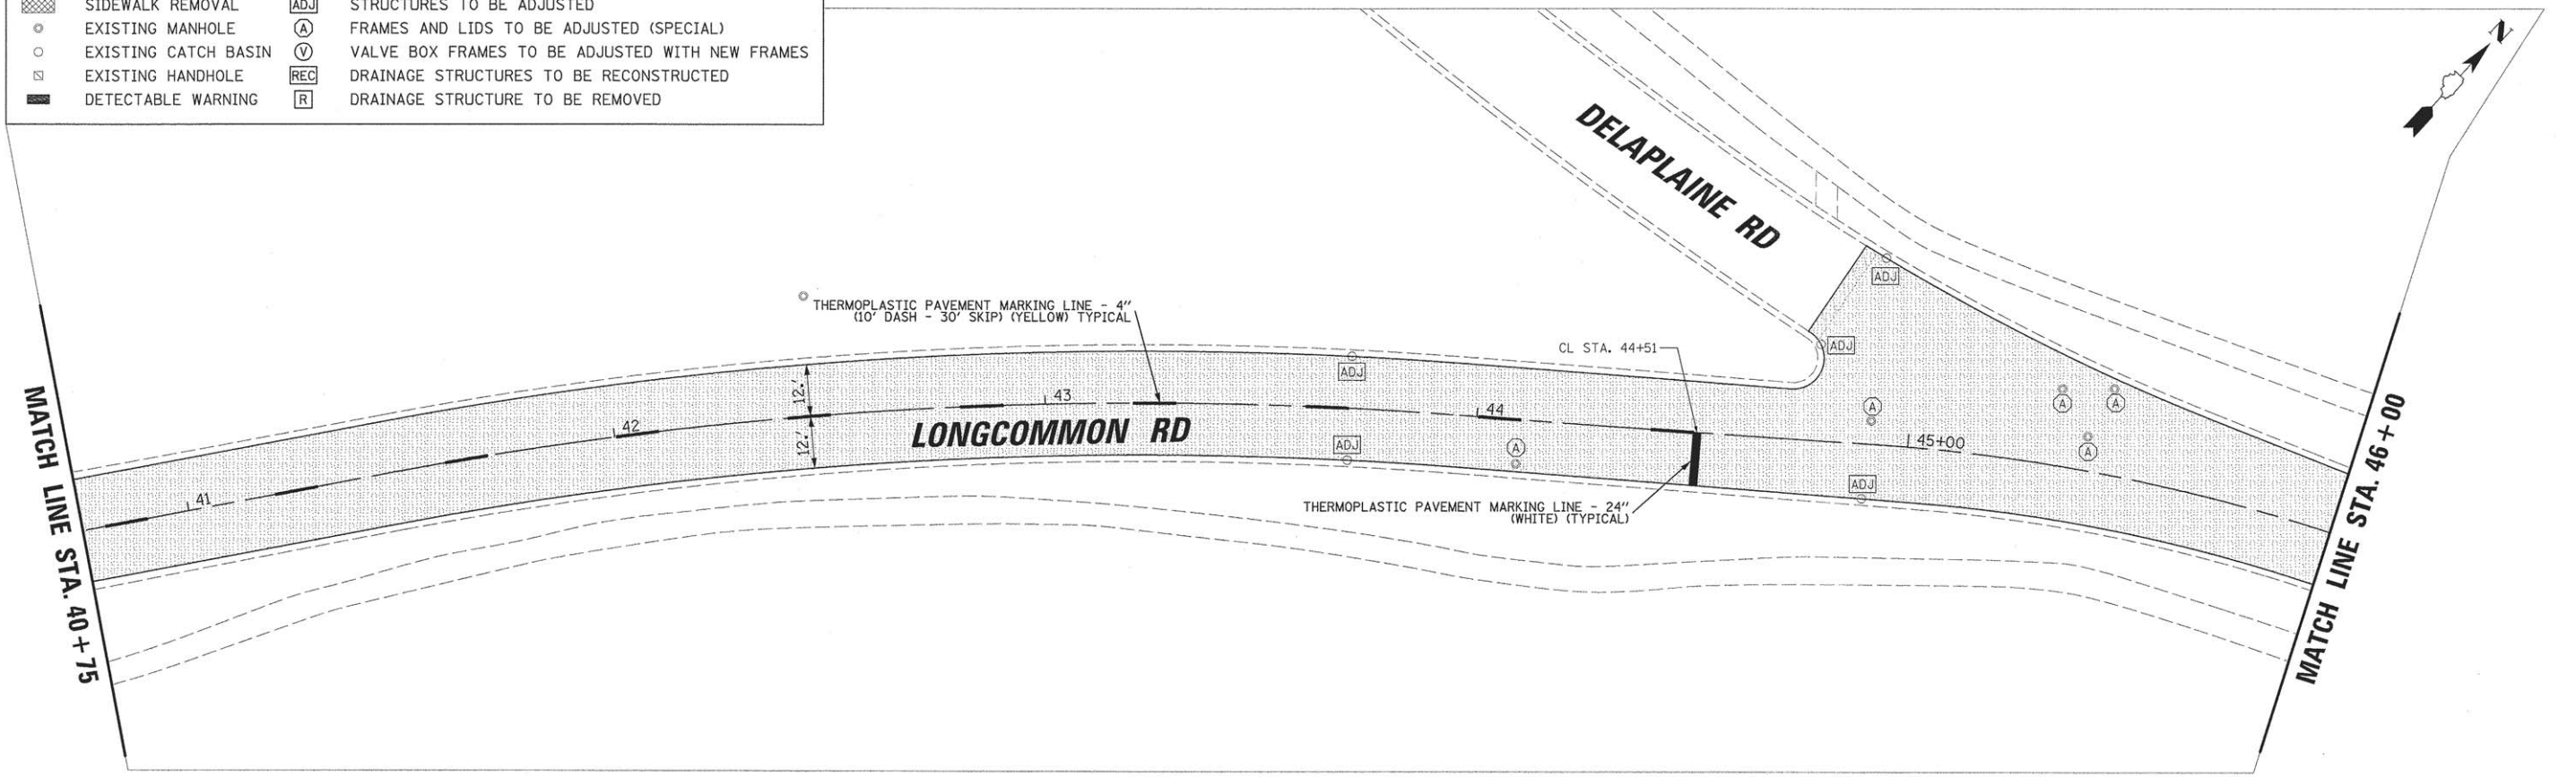 SIDEWALK REMOVAL
ADJ STRUCTURES TO BE ADJUSTED
EXISTING MANHOLE
A FRAMES AND LIDS TO BE ADJUSTED (SPECIAL)
EXISTING CATCH BASIN
V VALVE BOX FRAMES TO BE ADJUSTED WITH NEW FRAMES
EXISTING HANDHOLE
REC DRAINAGE STRUCTURES TO BE RECONSTRUCTED
DETECTABLE WARNING
R DRAINAGE STRUCTURE TO BE REMOVED
N
DELAPLAINE RD
ADJ
THERMOPLASTIC PAVEMENT MARKING LINE - 4"
(10' DASH - 30' SKIP) (YELLOW) TYPICAL
CL STA. 44+51
ADJ
ADJ
12.'
12.'
43
44
42
41
45+00
LONGCOMMON RD
ADJ
A
A
A
A
A
ADJ
THERMOPLASTIC PAVEMENT MARKING LINE - 24"
(WHITE) (TYPICAL)
MATCH LINE STA. 40+75
MATCH LINE STA. 46+00